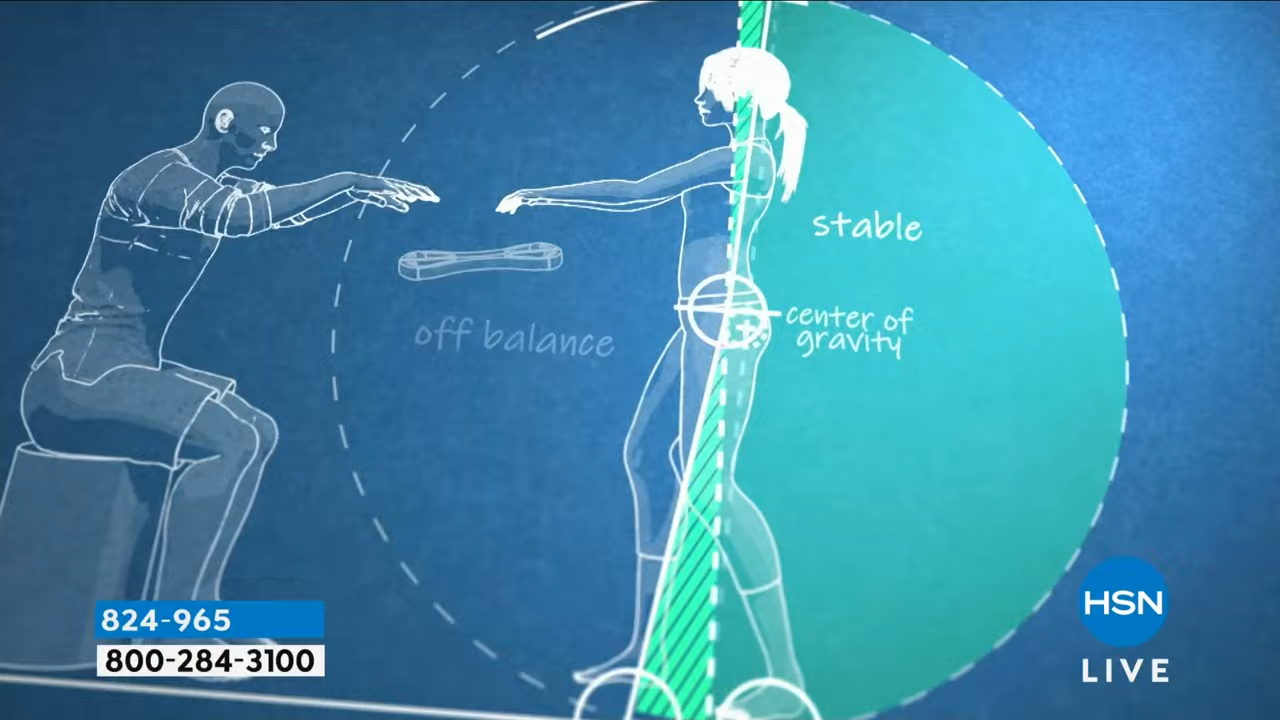 stable
center of
gravity
off balance
824-965
800-284-3100
HSN
LIVE